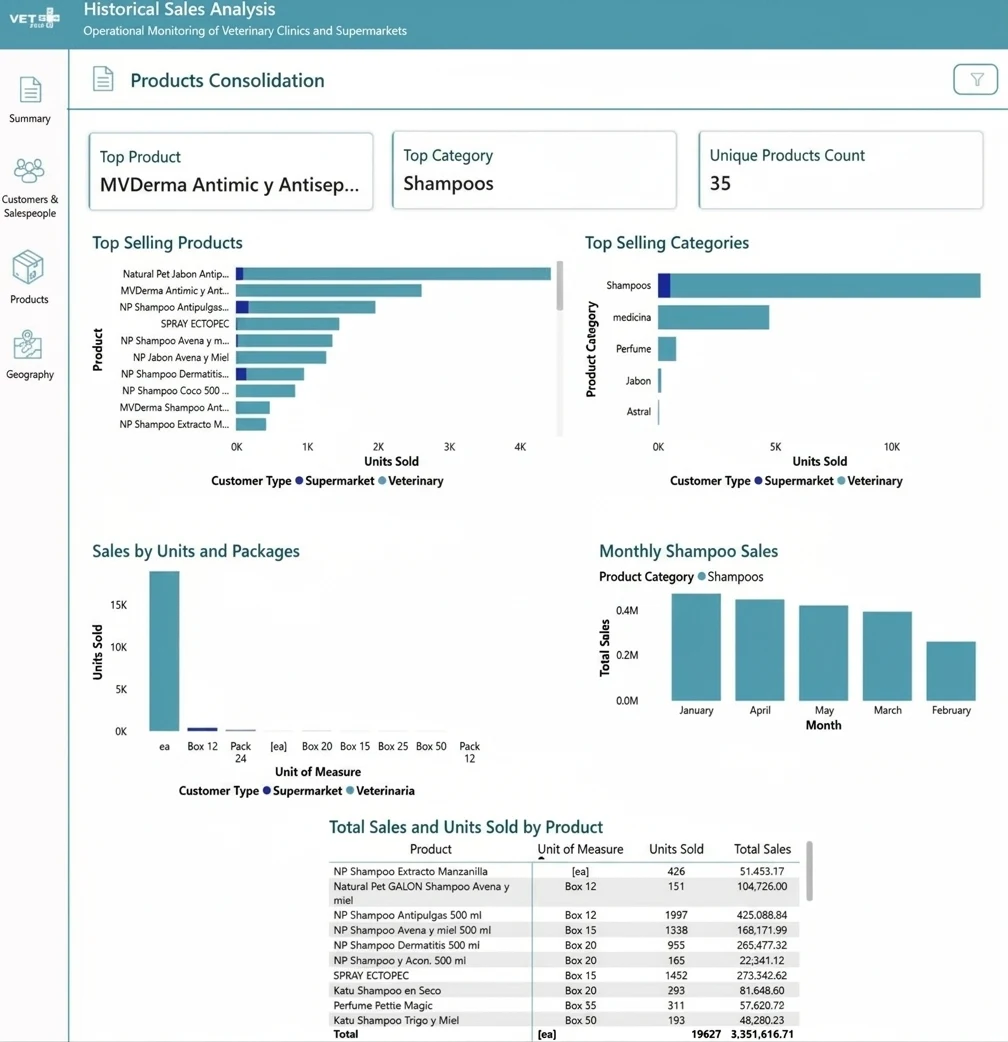 VET
FOOD CO
Historical Sales Analysis
Operational Monitoring of Veterinary Clinics and Supermarkets
Summary
Customers &
Salespeople
Products
Geography
Products Consolidation
Top Product
MVDerma Antimic y Antisep...
Top Category
Shampoos
Unique Products Count
35
Top Selling Products
Product
Natural Pet Jabon Antip...
MVDerma Antimic y Ant...
NP Shampoo Antipulgas...
SPRAY ECTOPEC
NP Shampoo Avena y m...
NP Jabon Avena y Miel
NP Shampoo Dermatitis...
NP Shampoo Coco 500 ...
MVDerma Shampoo Ant...
NP Shampoo Extracto M...
0K 1K 2K 3K 4K
Units Sold
Customer Type Supermarket Veterinary
Top Selling Categories
Product Category
Shampoos
medicina
Perfume
Jabon
Astral
0K 5K 10K
Units Sold
Customer Type Supermarket Veterinary
Sales by Units and Packages
Units Sold
15K
10K
5K
0K
ea Box 12 Pack 24 [ea] Box 20 Box 15 Box 25 Box 50 Pack 12
Unit of Measure
Customer Type Supermarket Veterinaria
Monthly Shampoo Sales
Product Category Shampoos
Total Sales
0.4M
0.2M
0.0M
January April May March February
Month
Total Sales and Units Sold by Product
Product Unit of Measure Units Sold Total Sales
NP Shampoo Extracto Manzanilla [ea] 426 51.453.17
Natural Pet GALON Shampoo Avena y Box 12 151 104,726.00
miel
NP Shampoo Antipulgas 500 ml Box 12 1997 425.088.84
NP Shampoo Avena y miel 500 ml Box 15 1338 168,171.99
NP Shampoo Dermatitis 500 ml Box 20 955 265,477.32
NP Shampoo y Acon. 500 ml Box 20 165 22,341.12
SPRAY ECTOPEC Box 15 1452 273.342.62
Katu Shampoo en Seco Box 20 293 81.648.60
Perfume Pettie Magic Box 55 311 57.620.72
Katu Shampoo Trigo y Miel Box 50 193 48,280.23
Total [ea] 19627 3,351,616.71